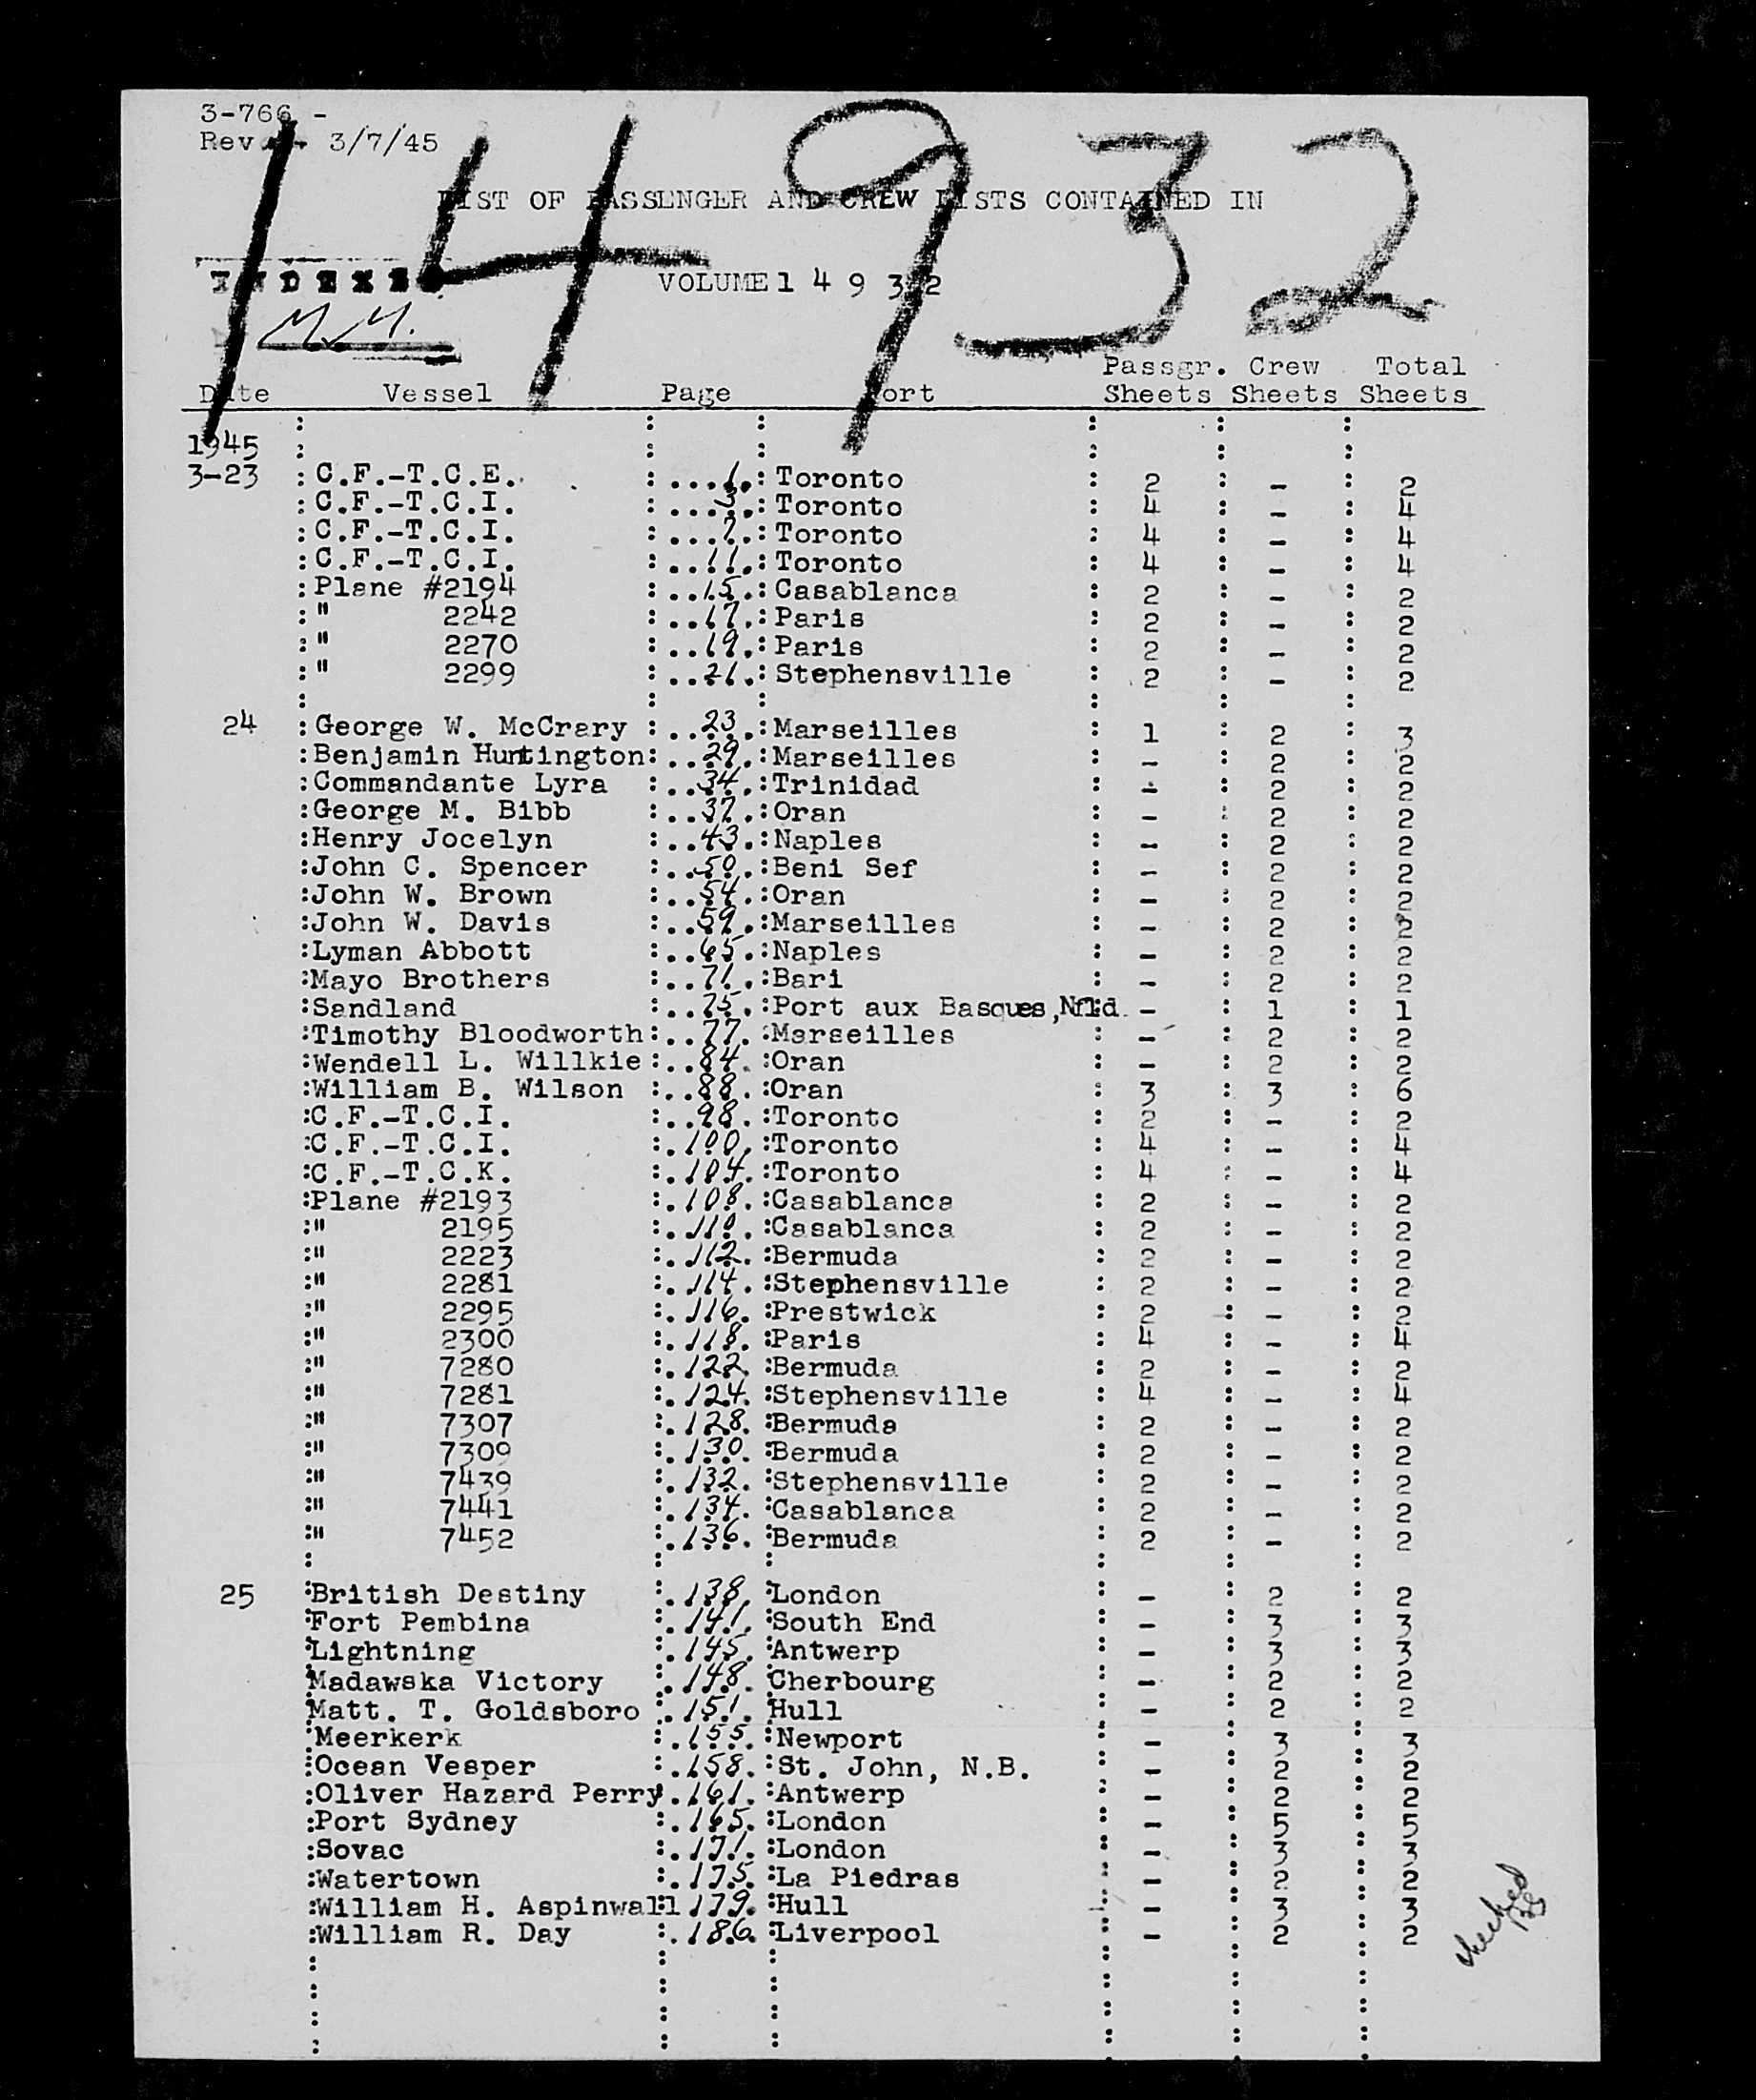 14932
3-766 -
Rev. - 3/7/45
LIST OF PASSENGER AND CREW LISTS CONTAINED IN
INDEXED
VOLUME 1 4 9 3 2
M.M.
Passgr. Crew Total
Date Vessel Page Port Sheets Sheets Sheets
1945
3-23 : C.F.-T.C.E. : ....1.: Toronto : 2 : - : 2
: C.F.-T.C.I. : ....3.: Toronto : 4 : - : 4
: C.F.-T.C.I. : ....7.: Toronto : 4 : - : 4
: C.F.-T.C.I. : ...11.: Toronto : 4 : - : 4
: Plane #2194 : ..15.: Casablanca : 2 : - : 2
: " 2242 : ..17.: Paris : 2 : - : 2
: " 2270 : ..19.: Paris : 2 : - : 2
: " 2299 : ..21.: Stephensville : 2 : - : 2
24 : George W. McCrary : ..23.: Marseilles : 1 : 2 : 3
: Benjamin Huntington: ..29.: Marseilles : - : 2 : 2
: Commandante Lyra : ..34.: Trinidad : - : 2 : 2
: George M. Bibb : ..37.: Oran : - : 2 : 2
: Henry Jocelyn : ..43.: Naples : - : 2 : 2
: John C. Spencer : ..50.: Beni Sef : - : 2 : 2
: John W. Brown : ..54.: Oran : - : 2 : 2
: John W. Davis : ..59.: Marseilles : - : 2 : 2
: Lyman Abbott : ..65.: Naples : - : 2 : 2
: Mayo Brothers : ..71.: Bari : - : 2 : 2
: Sandland : ..75.: Port aux Basques, Nfld. - : 1 : 1
: Timothy Bloodworth: ..77.: Marseilles : - : 2 : 2
: Wendell L. Willkie : ..84.: Oran : - : 2 : 2
: William B. Wilson : ..88.: Oran : 3 : 3 : 6
: C.F.-T.C.I. : ..98.: Toronto : 2 : - : 2
: C.F.-T.C.I. : .100.: Toronto : 4 : - : 4
: C.F.-T.C.K. : .104.: Toronto : 4 : - : 4
: Plane #2193 : .108.: Casablanca : 2 : - : 2
: " 2195 : .110.: Casablanca : 2 : - : 2
: " 2223 : .112.: Bermuda : 2 : - : 2
: " 2281 : .114.: Stephensville : 2 : - : 2
: " 2295 : .116.: Prestwick : 2 : - : 2
: " 2300 : .118.: Paris : 4 : - : 4
: " 7280 : .122.: Bermuda : 2 : - : 2
: " 7281 : .124.: Stephensville : 4 : - : 4
: " 7307 : .128.: Bermuda : 2 : - : 2
: " 7309 : .130.: Bermuda : 2 : - : 2
: " 7439 : .132.: Stephensville : 2 : - : 2
: " 7441 : .134.: Casablanca : 2 : - : 2
: " 7452 : .136.: Bermuda : 2 : - : 2
25 : British Destiny : .138.: London : - : 2 : 2
: Fort Pembina : .141.: South End : - : 3 : 3
: Lightning : .145.: Antwerp : - : 3 : 3
: Madawska Victory : .148.: Cherbourg : - : 2 : 2
: Matt. T. Goldsboro : .151.: Hull : - : 2 : 2
: Meerkerk : .155.: Newport : - : 3 : 3
: Ocean Vesper : .158.: St. John, N.B. : - : 2 : 2
: Oliver Hazard Perry: .161.: Antwerp : - : 2 : 2
: Port Sydney : .165.: London : - : 5 : 5
: Sovac : .171.: London : - : 3 : 3
: Watertown : .175.: La Piedras : - : 2 : 2
: William H. Aspinwall 179.: Hull : - : 3 : 3
: William R. Day : .186.: Liverpool : - : 2 : 2
checked